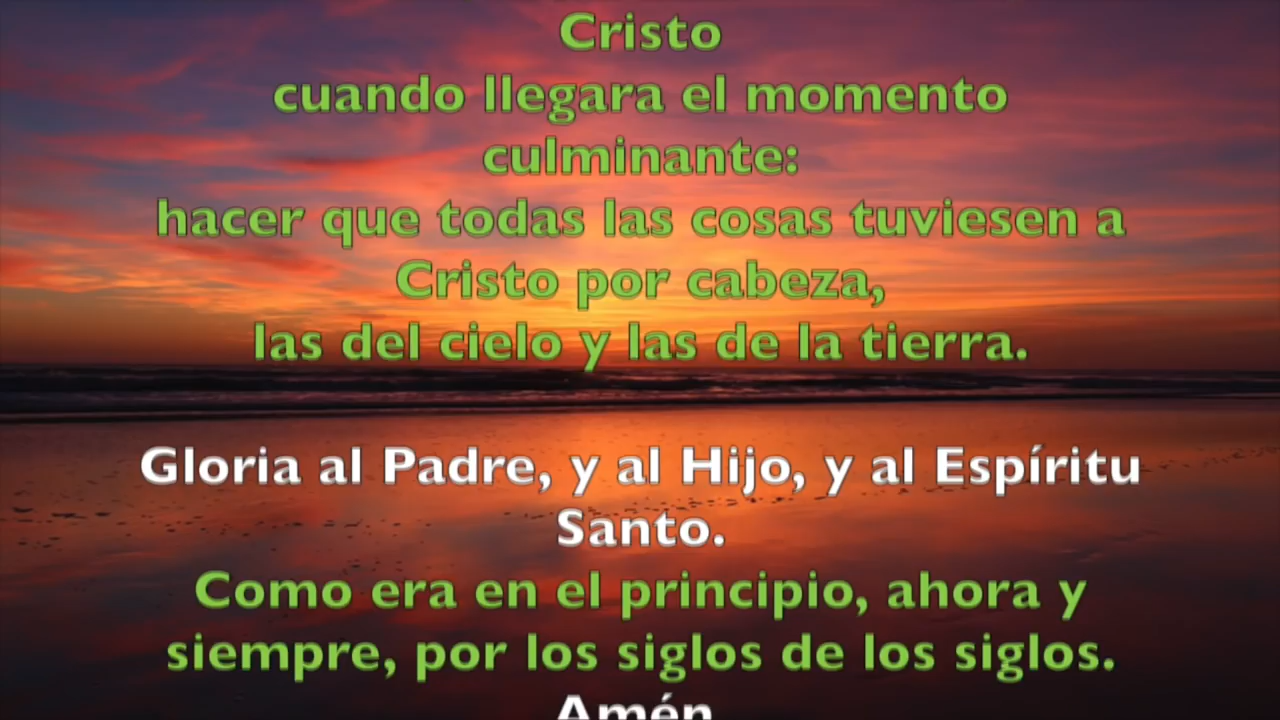 Cristo
cuando llegara el momento
culminante:
hacer que todas las cosas tuviesen a
Cristo por cabeza,
las del cielo y las de la tierra.
Gloria al Padre, y al Hijo, y al Espíritu
Santo.
Como era en el principio, ahora y
siempre, por los siglos de los siglos.
Amén